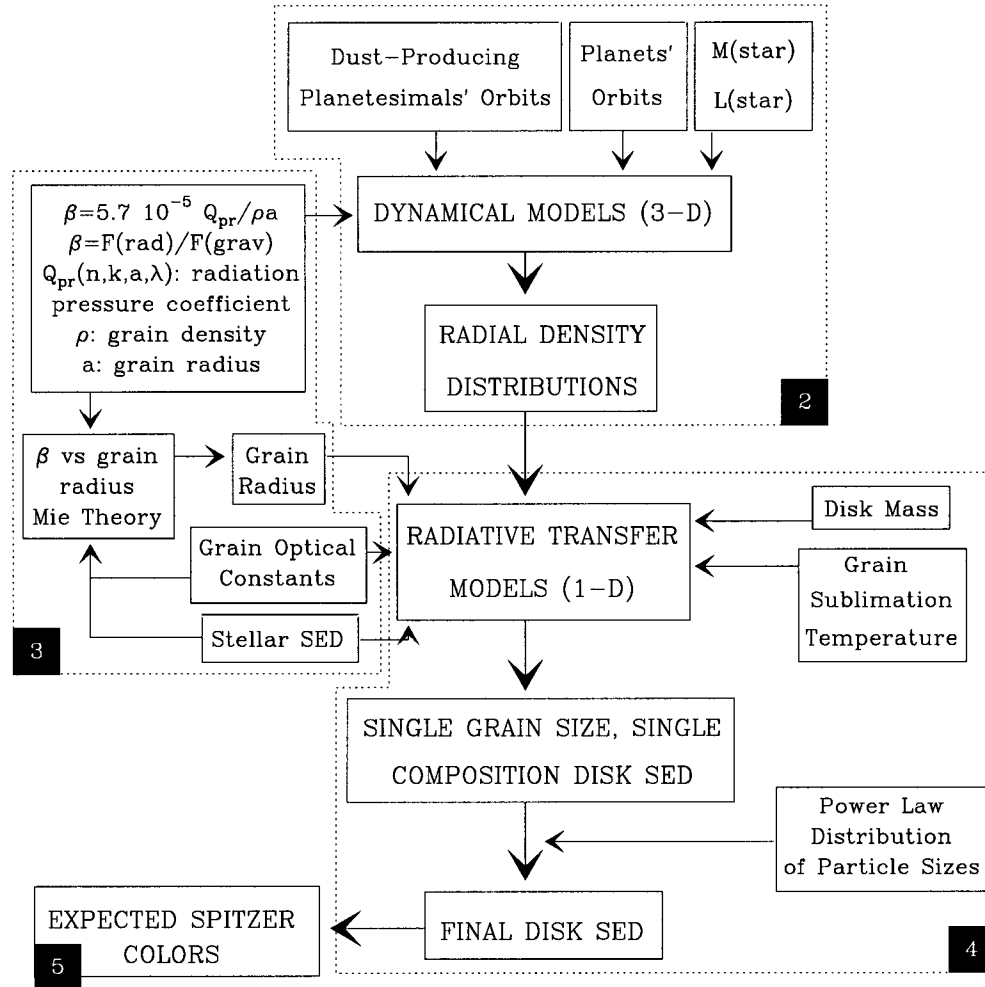 Dust-Producing
Planetesimals' Orbits
Planets'
Orbits
M(star)
L(star)
DYNAMICAL MODELS (3-D)
RADIAL DENSITY
DISTRIBUTIONS
2
β=5.7 10⁻⁵ Q_pr/ρa
β=F(rad)/F(grav)
Q_pr(n,k,a,λ): radiation
pressure coefficient
ρ: grain density
a: grain radius
β vs grain
radius
Mie Theory
Grain
Radius
Grain Optical
Constants
Stellar SED
3
RADIATIVE TRANSFER
MODELS (1-D)
Disk Mass
Grain
Sublimation
Temperature
SINGLE GRAIN SIZE, SINGLE
COMPOSITION DISK SED
Power Law
Distribution
of Particle Sizes
FINAL DISK SED
4
EXPECTED SPITZER
COLORS
5